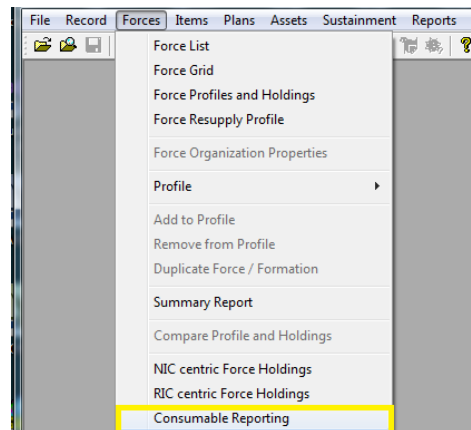 File Record Forces Items Plans Assets Sustainment Reports
Force List
Force Grid
Force Profiles and Holdings
Force Resupply Profile
Force Organization Properties
Profile
Add to Profile
Remove from Profile
Duplicate Force / Formation
Summary Report
Compare Profile and Holdings
NIC centric Force Holdings
RIC centric Force Holdings
Consumable Reporting